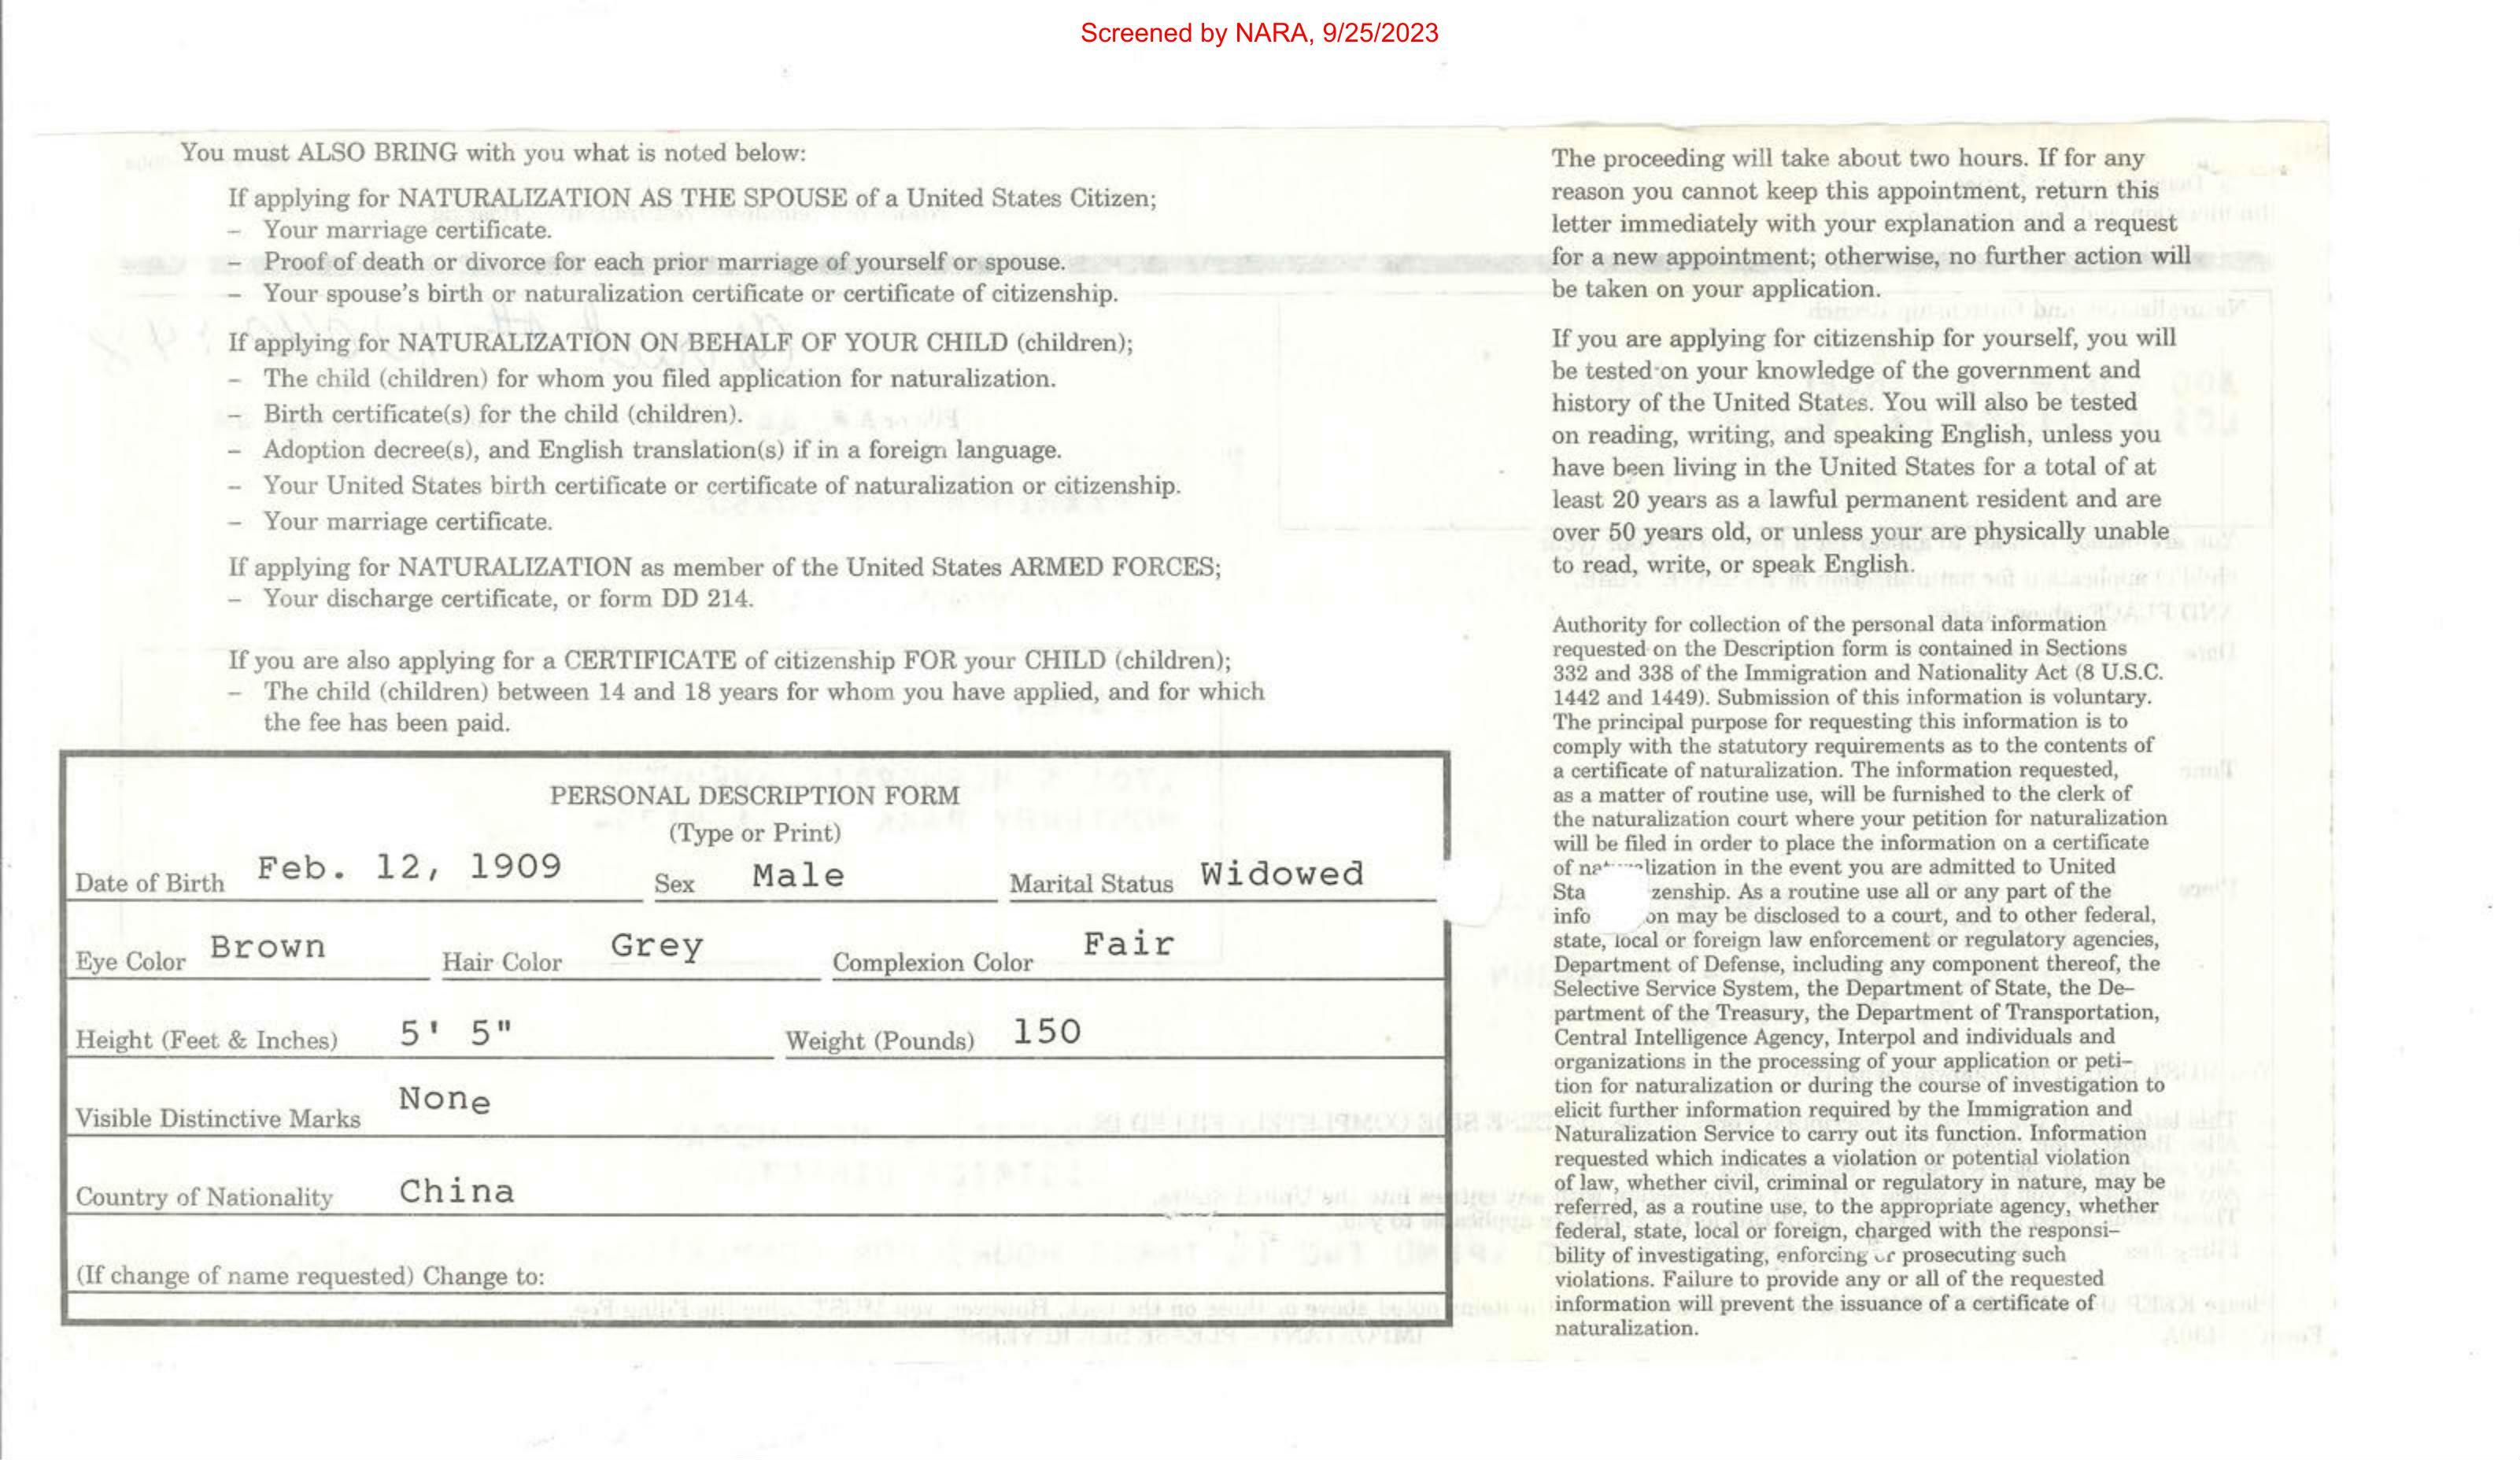 Screened by NARA, 9/25/2023
You must ALSO BRING with you what is noted below:
If applying for NATURALIZATION AS THE SPOUSE of a United States Citizen;
– Your marriage certificate.
– Proof of death or divorce for each prior marriage of yourself or spouse.
– Your spouse's birth or naturalization certificate or certificate of citizenship.
If applying for NATURALIZATION ON BEHALF OF YOUR CHILD (children);
– The child (children) for whom you filed application for naturalization.
– Birth certificate(s) for the child (children).
– Adoption decree(s), and English translation(s) if in a foreign language.
– Your United States birth certificate or certificate of naturalization or citizenship.
– Your marriage certificate.
If applying for NATURALIZATION as member of the United States ARMED FORCES;
– Your discharge certificate, or form DD 214.
If you are also applying for a CERTIFICATE of citizenship FOR your CHILD (children);
– The child (children) between 14 and 18 years for whom you have applied, and for which
the fee has been paid.
PERSONAL DESCRIPTION FORM
(Type or Print)
Date of Birth Feb. 12, 1909 Sex Male Marital Status Widowed
Eye Color Brown Hair Color Grey Complexion Color Fair
Height (Feet & Inches) 5' 5" Weight (Pounds) 150
Visible Distinctive Marks None
Country of Nationality China
(If change of name requested) Change to:
The proceeding will take about two hours. If for any
reason you cannot keep this appointment, return this
letter immediately with your explanation and a request
for a new appointment; otherwise, no further action will
be taken on your application.
If you are applying for citizenship for yourself, you will
be tested on your knowledge of the government and
history of the United States. You will also be tested
on reading, writing, and speaking English, unless you
have been living in the United States for a total of at
least 20 years as a lawful permanent resident and are
over 50 years old, or unless your are physically unable
to read, write, or speak English.
Authority for collection of the personal data information
requested on the Description form is contained in Sections
332 and 338 of the Immigration and Nationality Act (8 U.S.C.
1442 and 1449). Submission of this information is voluntary.
The principal purpose for requesting this information is to
comply with the statutory requirements as to the contents of
a certificate of naturalization. The information requested,
as a matter of routine use, will be furnished to the clerk of
the naturalization court where your petition for naturalization
will be filed in order to place the information on a certificate
of lization in the event you are admitted to United
Sta zenship. As a routine use all or any part of the
info on may be disclosed to a court, and to other federal,
state, local or foreign law enforcement or regulatory agencies,
Department of Defense, including any component thereof, the
Selective Service System, the Department of State, the De–
partment of the Treasury, the Department of Transportation,
Central Intelligence Agency, Interpol and individuals and
organizations in the processing of your application or peti–
tion for naturalization or during the course of investigation to
elicit further information required by the Immigration and
Naturalization Service to carry out its function. Information
requested which indicates a violation or potential violation
of law, whether civil, criminal or regulatory in nature, may be
referred, as a routine use, to the appropriate agency, whether
federal, state, local or foreign, charged with the responsi–
bility of investigating, enforcing or prosecuting such
violations. Failure to provide any or all of the requested
information will prevent the issuance of a certificate of
naturalization.